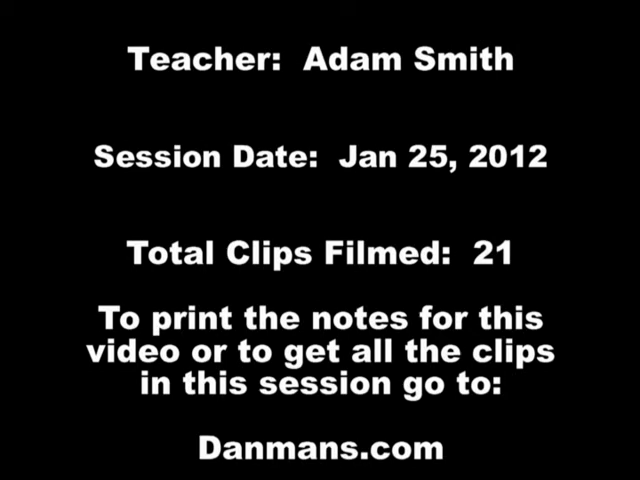 Teacher:  Adam Smith
Session Date:  Jan 25, 2012
Total Clips Filmed:  21
To print the notes for this
video or to get all the clips
in this session go to:
Danmans.com